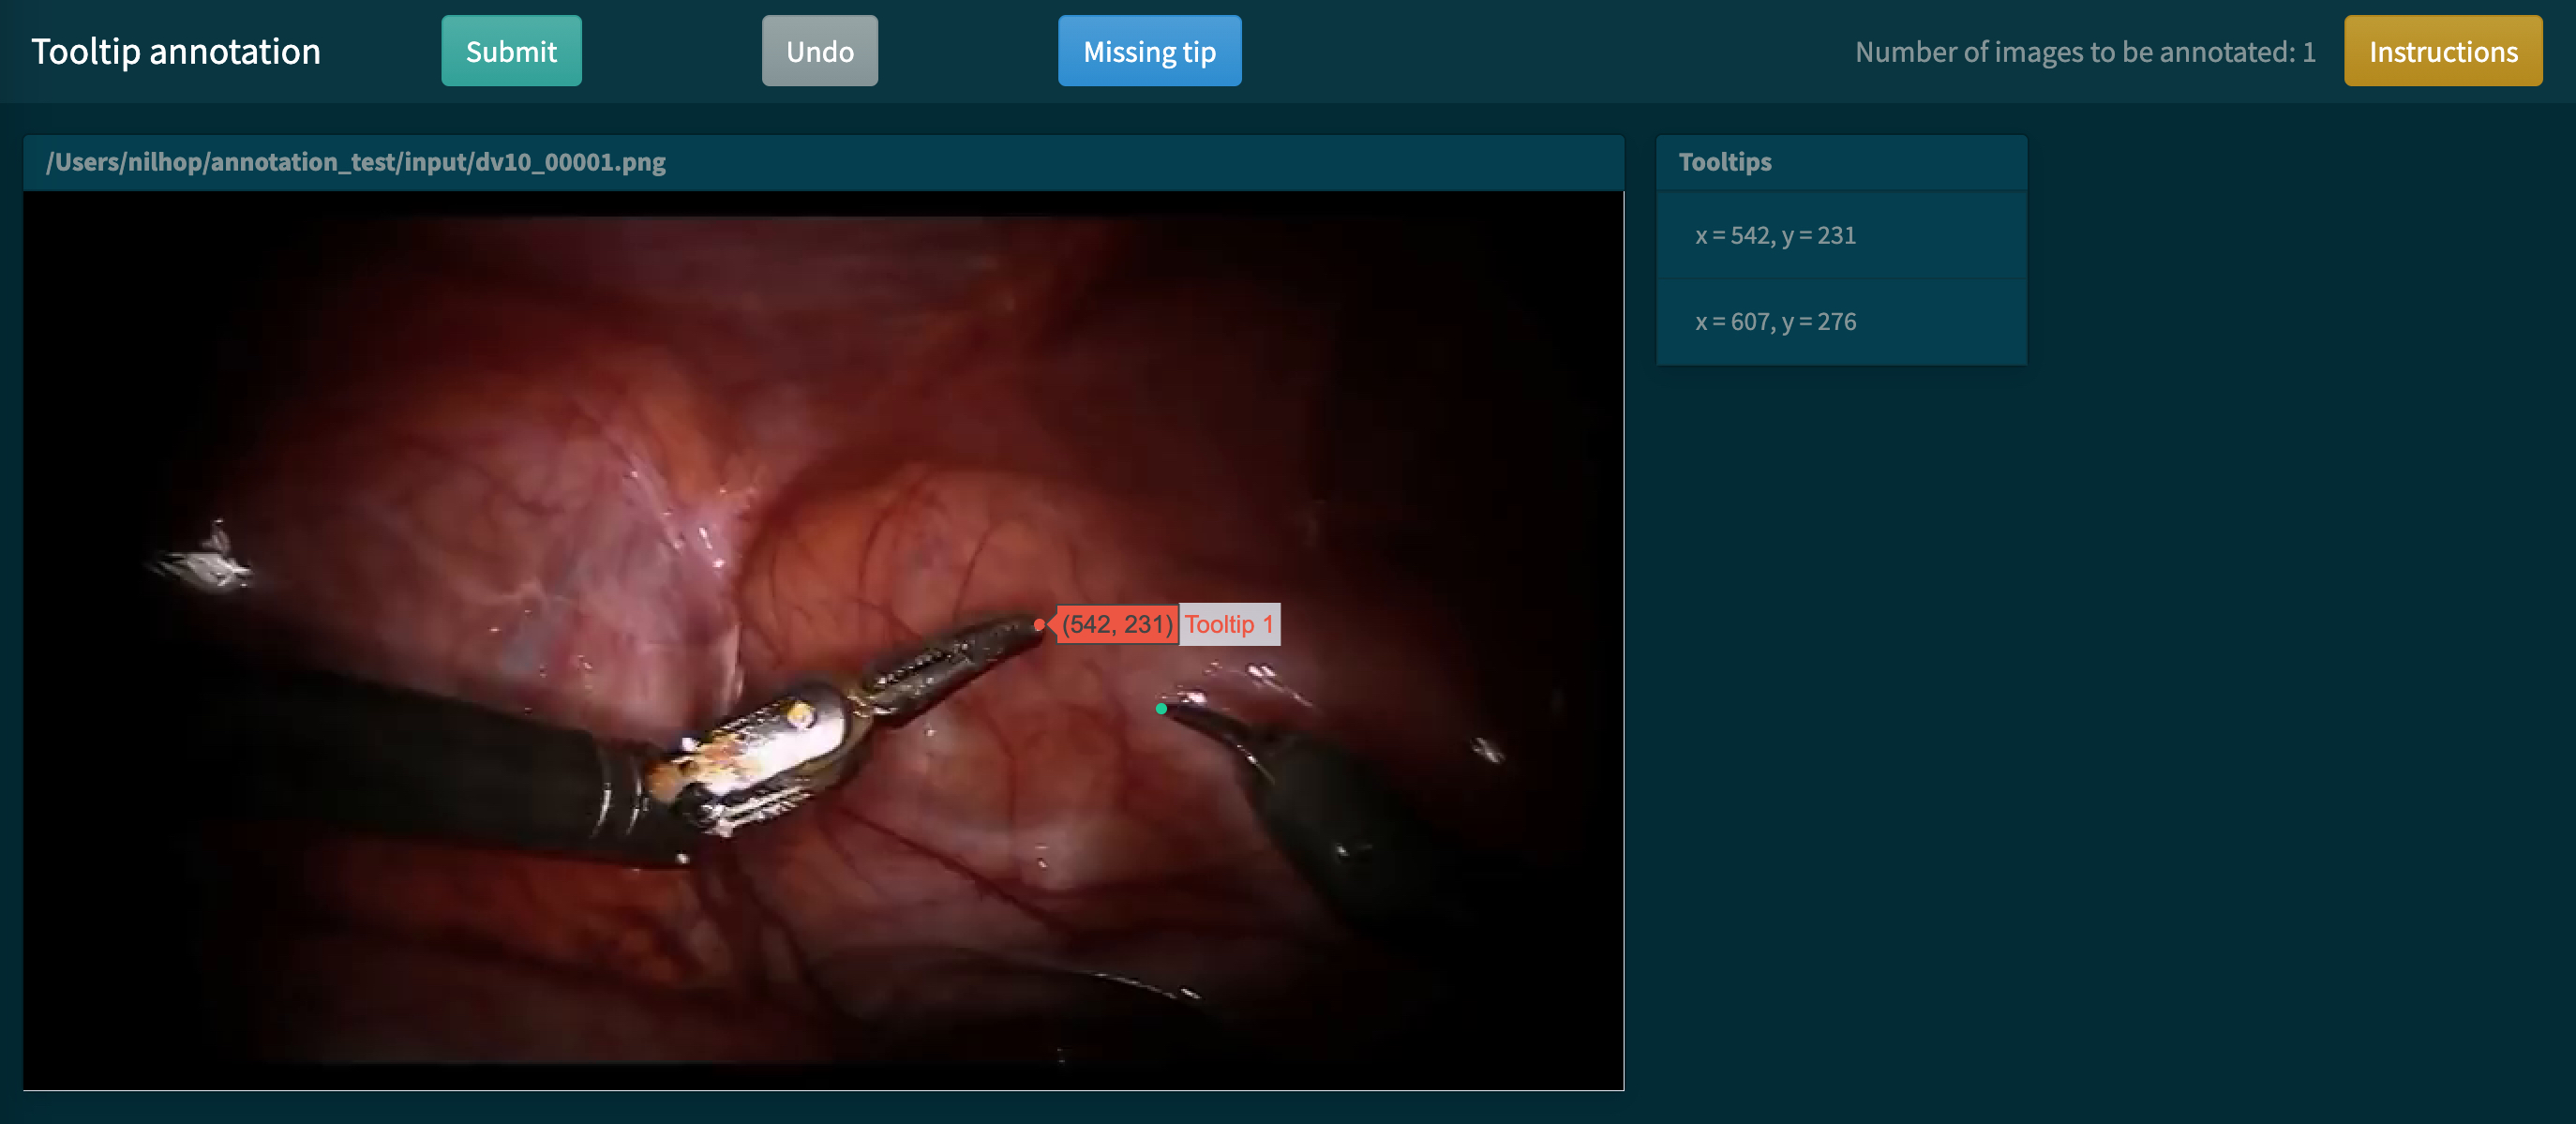 Tooltip annotation
Submit
Undo
Missing tip
Number of images to be annotated: 1
Instructions
/Users/nilhop/annotation_test/input/dv10_00001.png
Tooltips
x = 542, y = 231
x = 607, y = 276
(542, 231) Tooltip 1